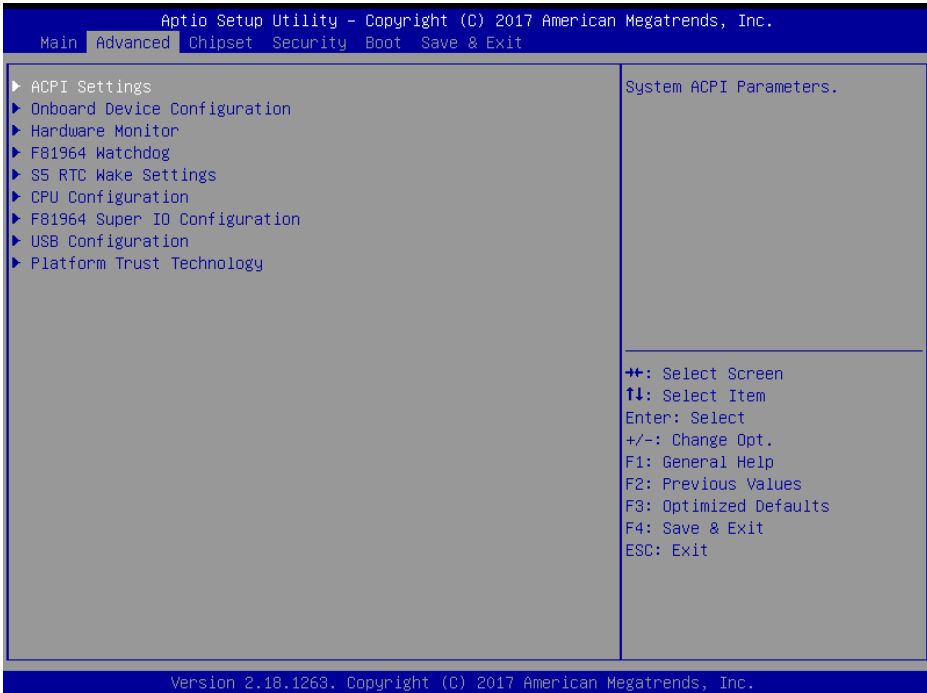 Aptio Setup Utility – Copyright (C) 2017 American Megatrends, Inc.
Main Advanced Chipset Security Boot Save & Exit
▶ ACPI Settings
▶ Onboard Device Configuration
▶ Hardware Monitor
▶ F81964 Watchdog
▶ S5 RTC Wake Settings
▶ CPU Configuration
▶ F81964 Super IO Configuration
▶ USB Configuration
▶ Platform Trust Technology
System ACPI Parameters.
→←: Select Screen
↑↓: Select Item
Enter: Select
+/-: Change Opt.
F1: General Help
F2: Previous Values
F3: Optimized Defaults
F4: Save & Exit
ESC: Exit
Version 2.18.1263. Copyright (C) 2017 American Megatrends, Inc.